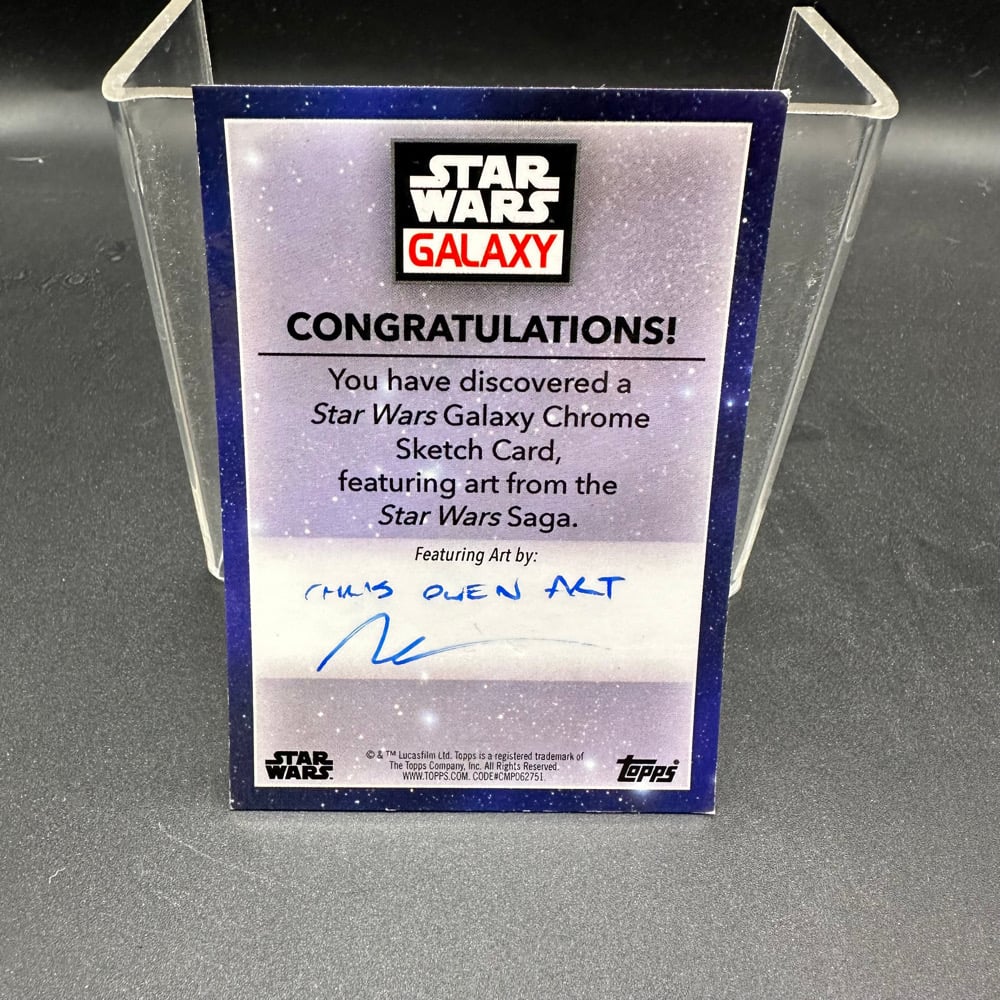 STAR
WARS
GALAXY
CONGRATULATIONS!
You have discovered a
Star Wars Galaxy Chrome
Sketch Card,
featuring art from the
Star Wars Saga.
Featuring Art by:
CHRIS OWEN ART
STAR
WARS
© & ™ Lucasfilm Ltd. Topps is a registered trademark of
The Topps Company, Inc. All Rights Reserved.
WWW.TOPPS.COM. CODE#CMP062751
topps